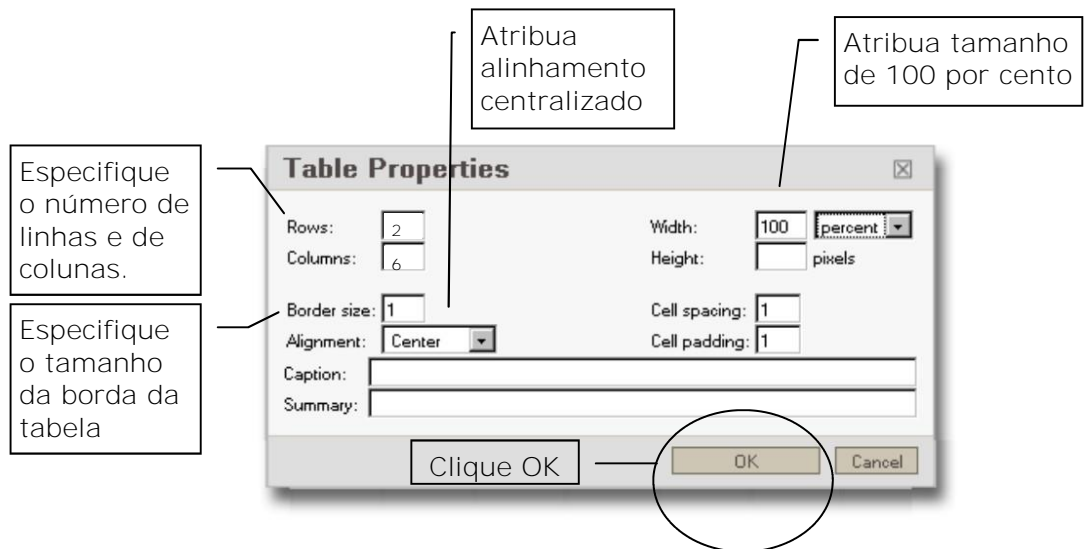 Atribua
alinhamento
centralizado
Atribua tamanho
de 100 por cento
Especifique
o número de
linhas e de
colunas.
Especifique
o tamanho
da borda da
tabela
Table Properties
Rows: 2
Columns: 6
Width: 100 percent
Height: pixels
Border size: 1
Alignment: Center
Cell spacing: 1
Cell padding: 1
Caption:
Summary:
Clique OK
OK
Cancel